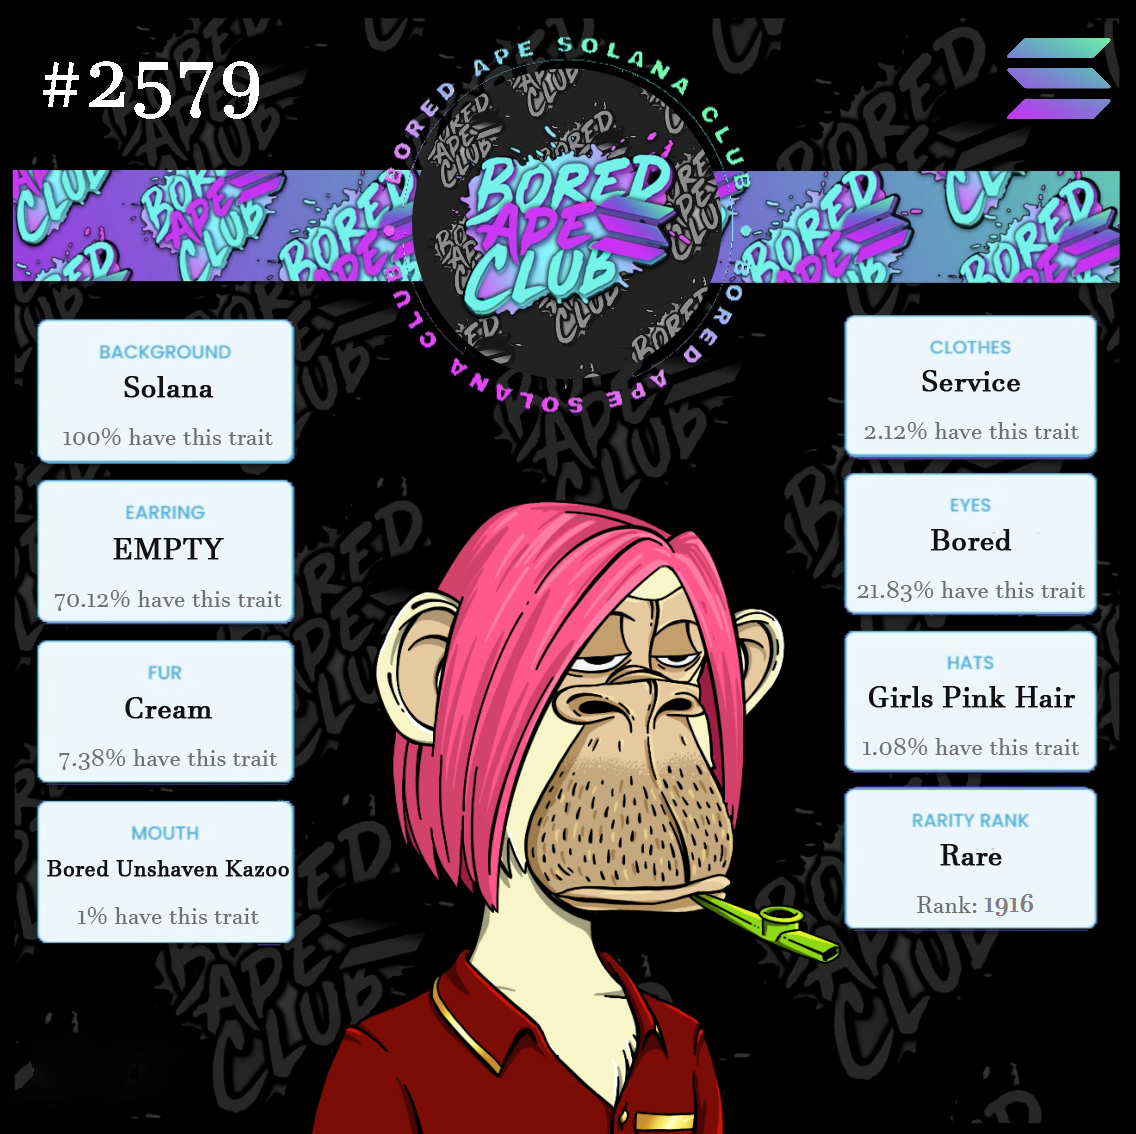 #2579
BORED APE SOLANA CLUB
BORED APE SOLANA CLUB
BORED
APE
CLUB
BACKGROUND
Solana
100% have this trait
EARRING
EMPTY
70.12% have this trait
FUR
Cream
7.38% have this trait
MOUTH
Bored Unshaven Kazoo
1% have this trait
CLOTHES
Service
2.12% have this trait
EYES
Bored
21.83% have this trait
HATS
Girls Pink Hair
1.08% have this trait
RARITY RANK
Rare
Rank: 1916